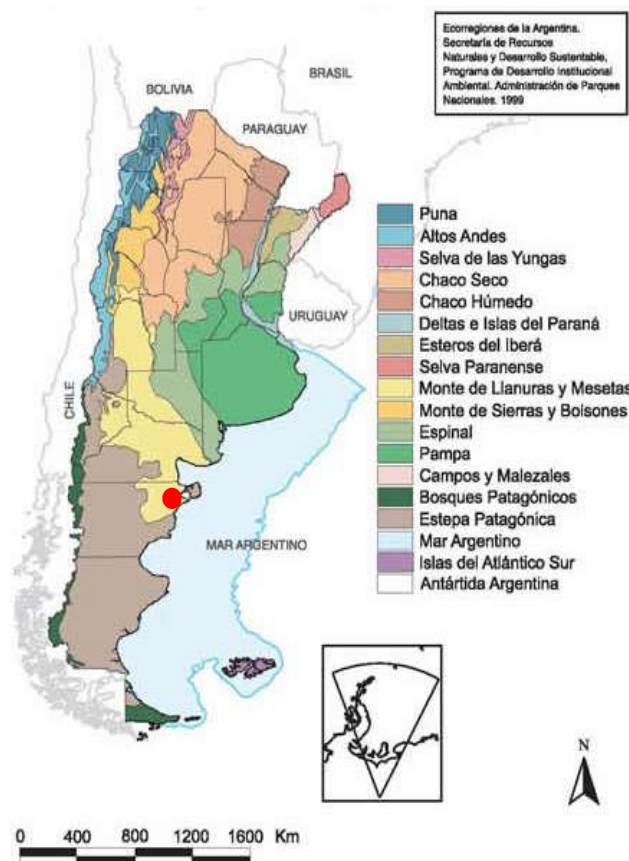 Ecorregiones de la Argentina.
Secretaría de Recursos
Naturales y Desarrollo Sustentable,
Programa de Desarrollo Institucional
Ambiental. Administración de Parques
Nacionales. 1999
BOLIVIA
BRASIL
PARAGUAY
URUGUAY
CHILE
MAR ARGENTINO
Puna
Altos Andes
Selva de las Yungas
Chaco Seco
Chaco Húmedo
Deltas e Islas del Paraná
Esteros del Iberá
Selva Paranense
Monte de Llanuras y Mesetas
Monte de Sierras y Bolsones
Espinal
Pampa
Campos y Malezales
Bosques Patagónicos
Estepa Patagónica
Mar Argentino
Islas del Atlántico Sur
Antártida Argentina
N
0 400 800 1200 1600 Km